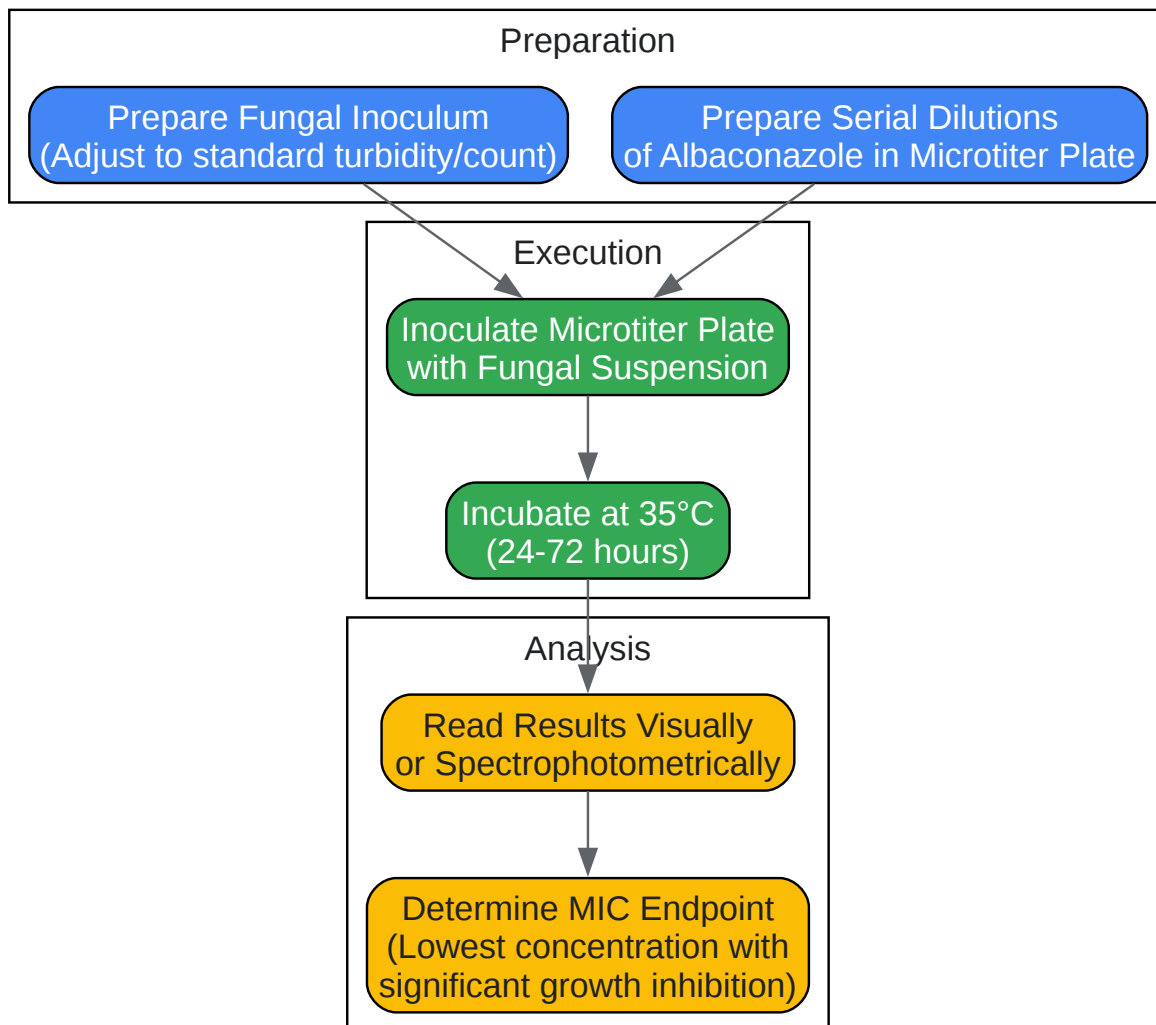 Preparation
Prepare Fungal Inoculum
(Adjust to standard turbidity/count)
Prepare Serial Dilutions
of Albaconazole in Microtiter Plate
Execution
Inoculate Microtiter Plate
with Fungal Suspension
Incubate at 35°C
(24-72 hours)
Analysis
Read Results Visually
or Spectrophotometrically
Determine MIC Endpoint
(Lowest concentration with
significant growth inhibition)